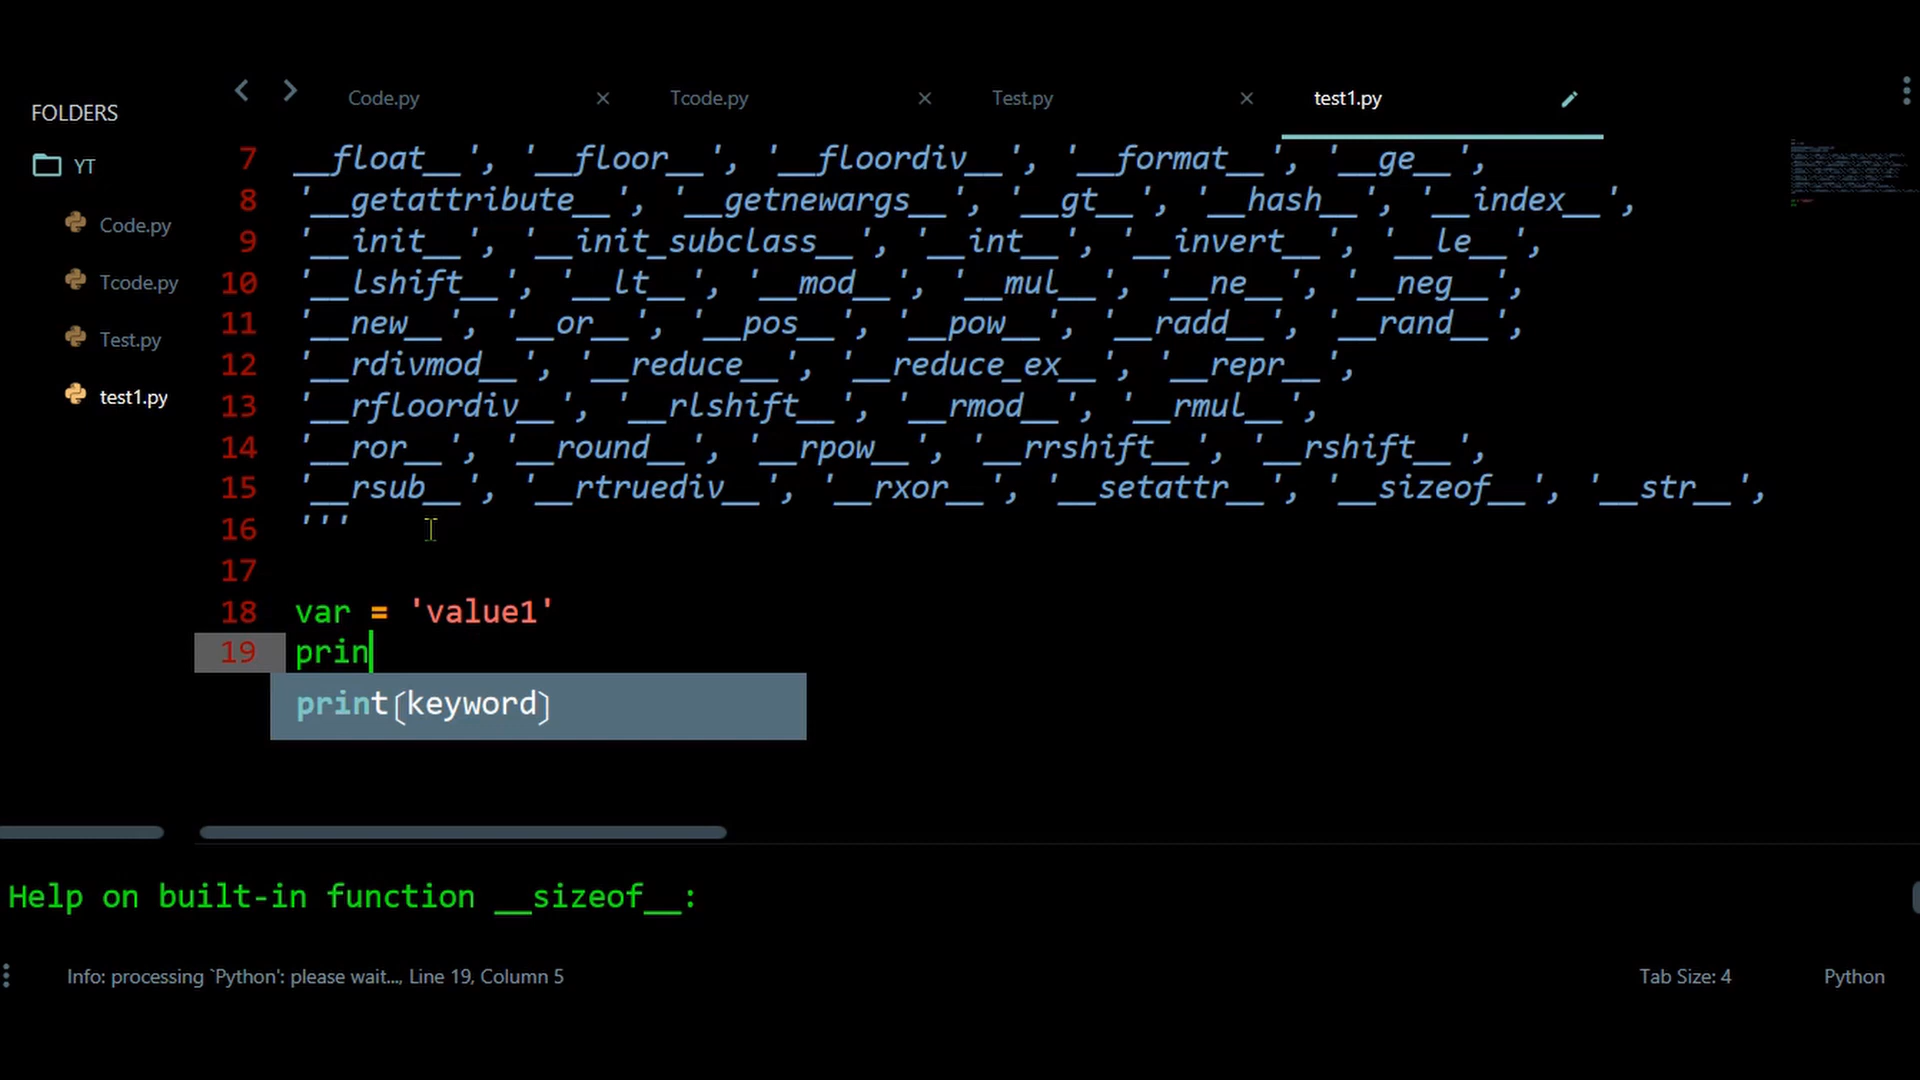 Code.py × Tcode.py × Test.py × test1.py
FOLDERS
YT
Code.py
Tcode.py
Test.py
test1.py
7 __float__', '__floor__', '__floordiv__', '__format__', '__ge__',
8 '__getattribute__', '__getnewargs__', '__gt__', '__hash__', '__index__',
9 '__init__', '__init_subclass__', '__int__', '__invert__', '__le__',
10 '__lshift__', '__lt__', '__mod__', '__mul__', '__ne__', '__neg__',
11 '__new__', '__or__', '__pos__', '__pow__', '__radd__', '__rand__',
12 '__rdivmod__', '__reduce__', '__reduce_ex__', '__repr__',
13 '__rfloordiv__', '__rlshift__', '__rmod__', '__rmul__',
14 '__ror__', '__round__', '__rpow__', '__rrshift__', '__rshift__',
15 '__rsub__', '__rtruediv__', '__rxor__', '__setattr__', '__sizeof__', '__str__',
16 '''
17
18 var = 'value1'
19 prin
print(keyword)
Help on built-in function __sizeof__:
Info: processing `Python': please wait..., Line 19, Column 5
Tab Size: 4
Python